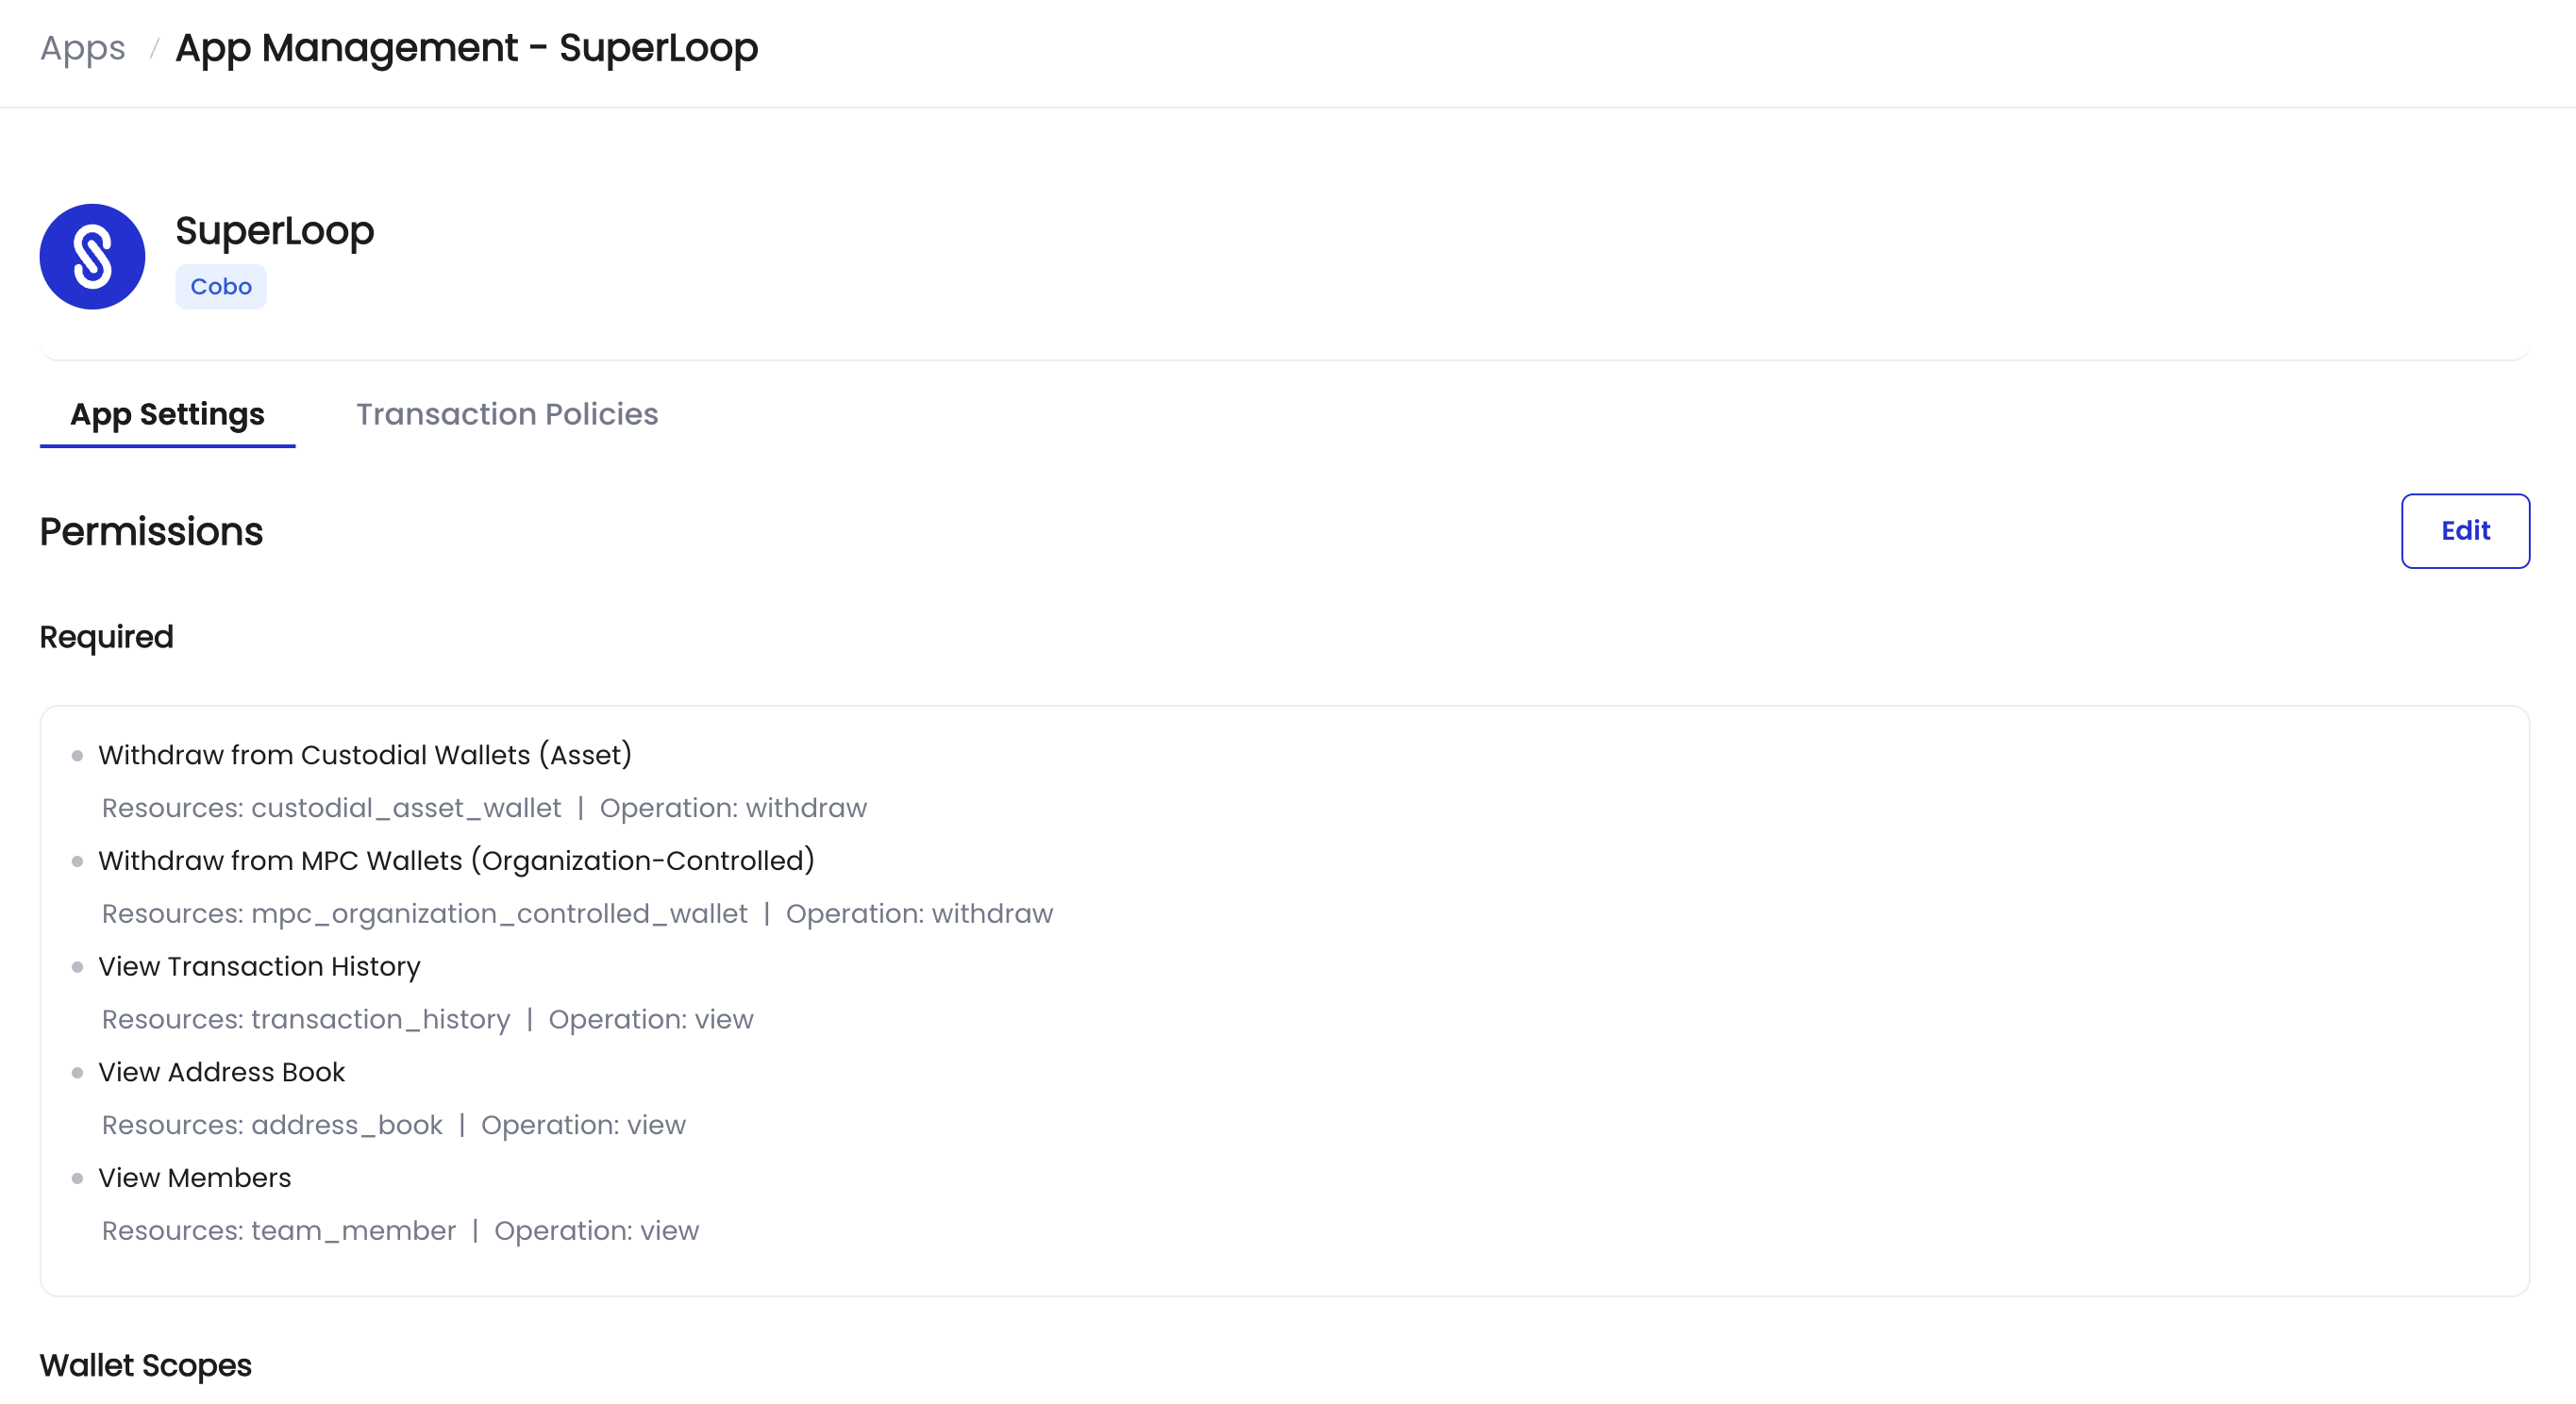 Apps / App Management - SuperLoop
SuperLoop
Cobo
App Settings Transaction Policies
Permissions Edit
Required
Withdraw from Custodial Wallets (Asset)
Resources: custodial_asset_wallet | Operation: withdraw
Withdraw from MPC Wallets (Organization-Controlled)
Resources: mpc_organization_controlled_wallet | Operation: withdraw
View Transaction History
Resources: transaction_history | Operation: view
View Address Book
Resources: address_book | Operation: view
View Members
Resources: team_member | Operation: view
Wallet Scopes